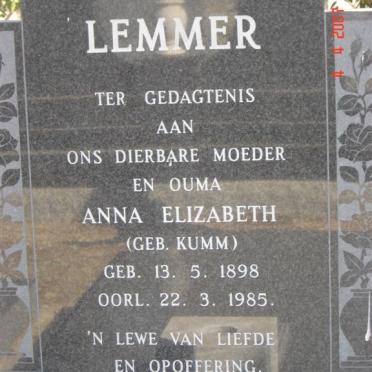 LEMMER
TER GEDAGTENIS
AAN
ONS DIERBARE MOEDER
EN OUMA
ANNA ELIZABETH
(GEB. KUMM)
GEB. 13. 5. 1898
OORL. 22. 3. 1985.
'N LEWE VAN LIEFDE
EN OPOFFERING.